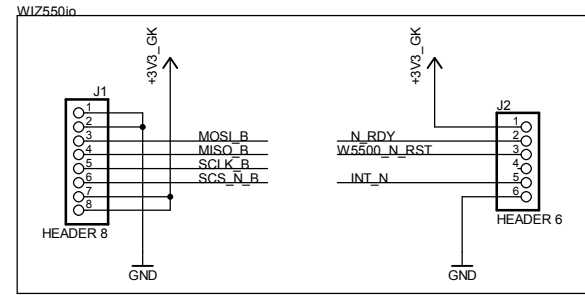 WIZ550io
+3V3_GK
+3V3_GK
J1
J2
1
2
3
4
5
6
7
8
MOSI_B
MISO_B
SCLK_B
SCS_N_B
N_RDY
W5500_N_RST
INT_N
1
2
3
4
5
6
HEADER 8
HEADER 6
GND
GND